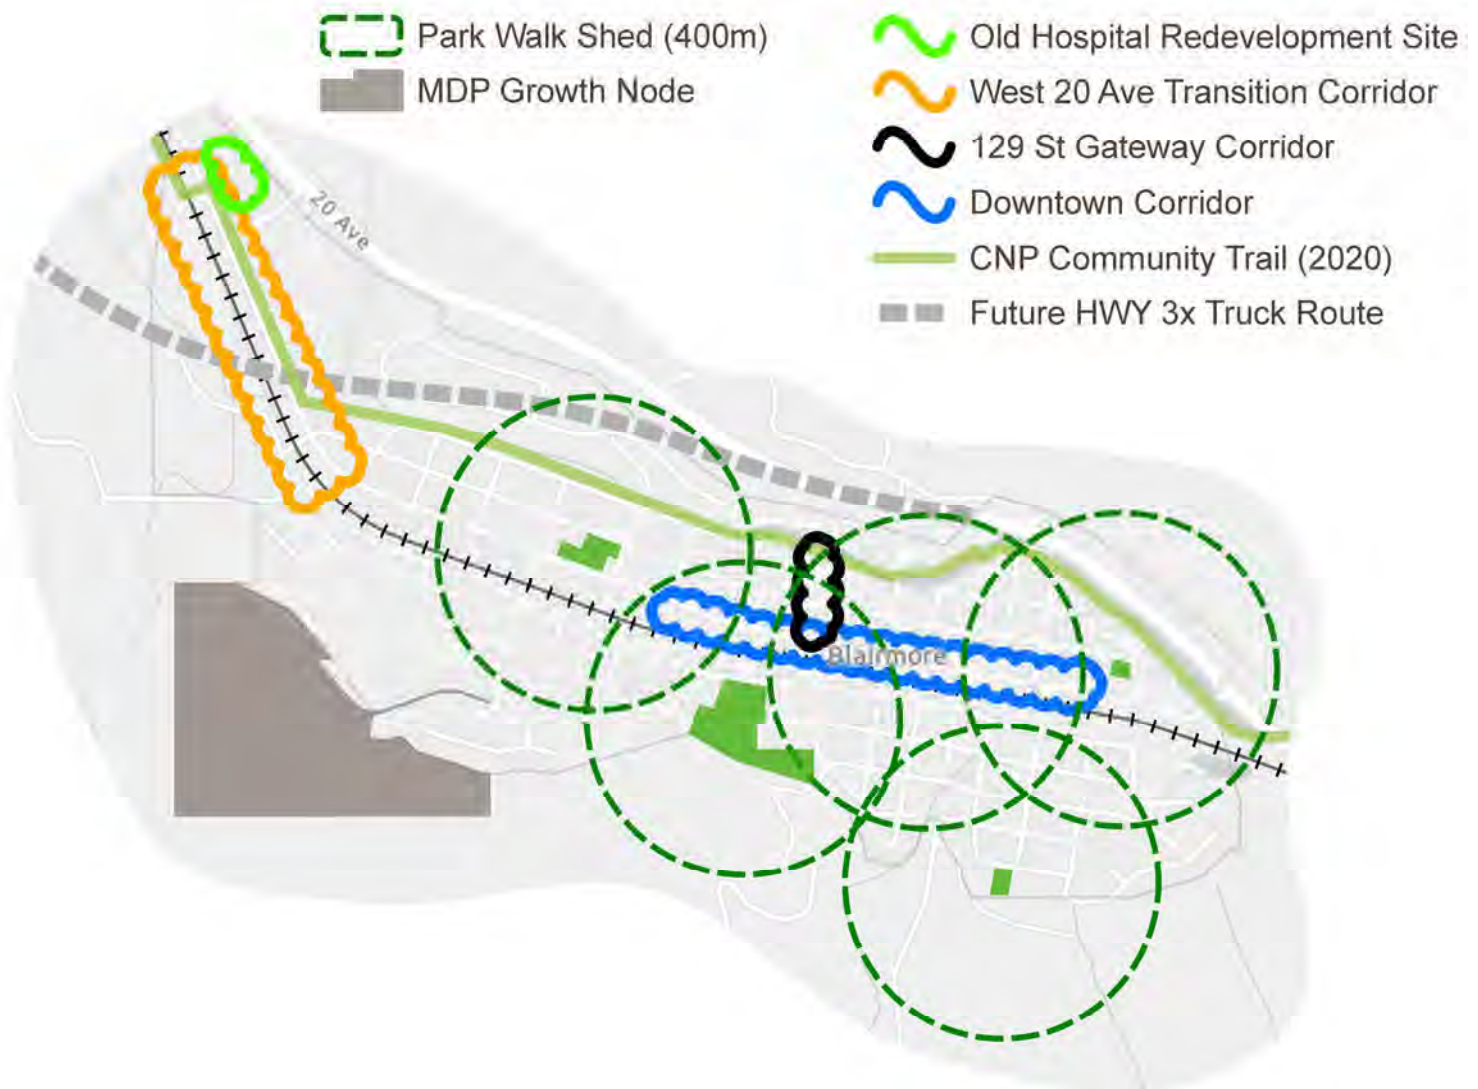 Park Walk Shed (400m)
MDP Growth Node
Old Hospital Redevelopment Site
West 20 Ave Transition Corridor
129 St Gateway Corridor
Downtown Corridor
CNP Community Trail (2020)
Future HWY 3x Truck Route
20 Ave
Blairmore